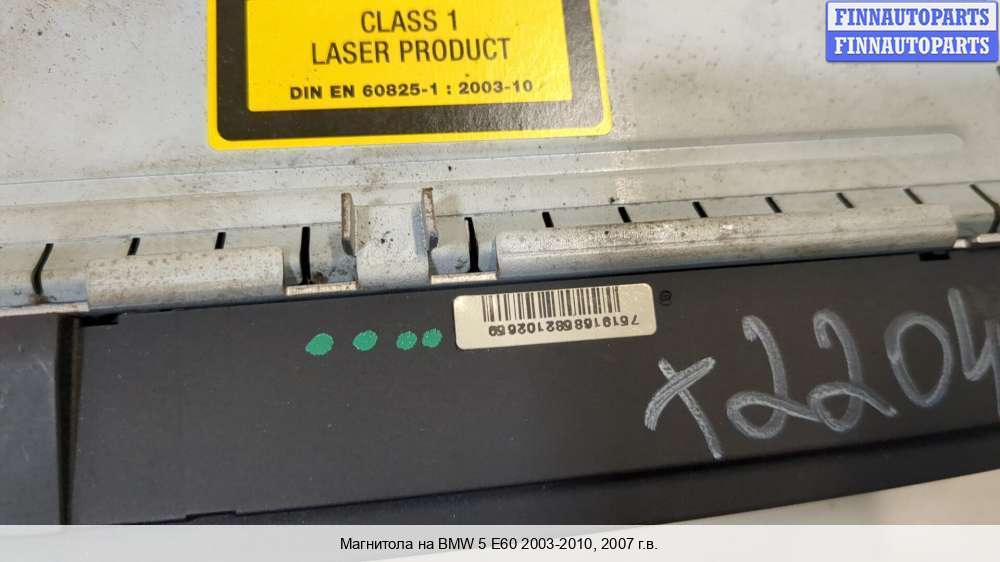 FINNAUTOPARTS
FINNAUTOPARTS
CLASS 1
LASER PRODUCT
DIN EN 60825-1 : 2003-10
T2204
Магнитола на BMW 5 E60 2003-2010, 2007 г.в.